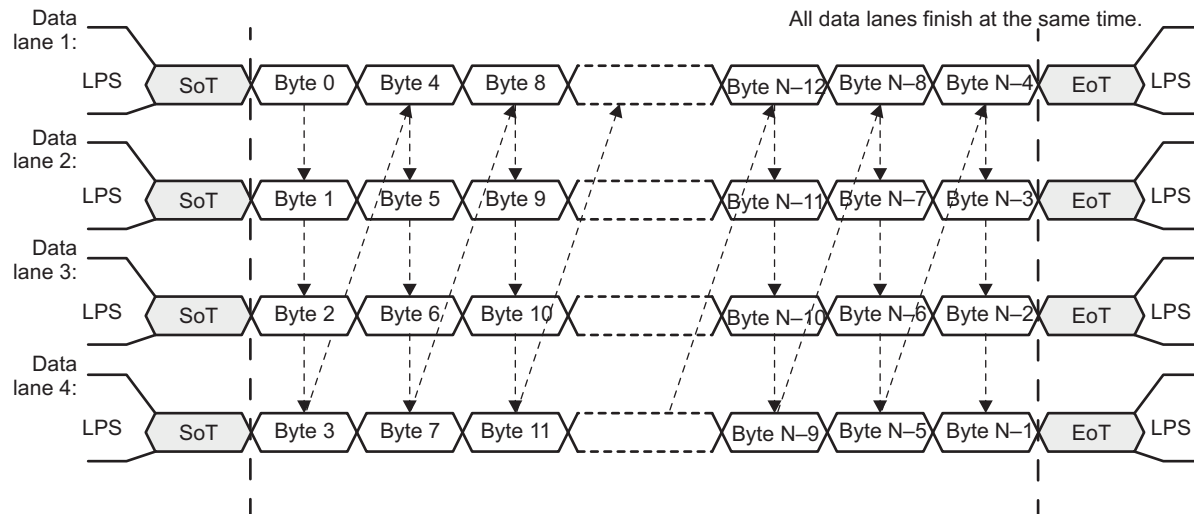 All data lanes finish at the same time.
Data
lane 1:
LPS SoT Byte 0 Byte 4 Byte 8 Byte N–12 Byte N–8 Byte N–4 EoT LPS
Data
lane 2:
LPS SoT Byte 1 Byte 5 Byte 9 Byte N–11 Byte N–7 Byte N–3 EoT LPS
Data
lane 3:
LPS SoT Byte 2 Byte 6 Byte 10 Byte N–10 Byte N–6 Byte N–2 EoT LPS
Data
lane 4:
LPS SoT Byte 3 Byte 7 Byte 11 Byte N–9 Byte N–5 Byte N–1 EoT LPS